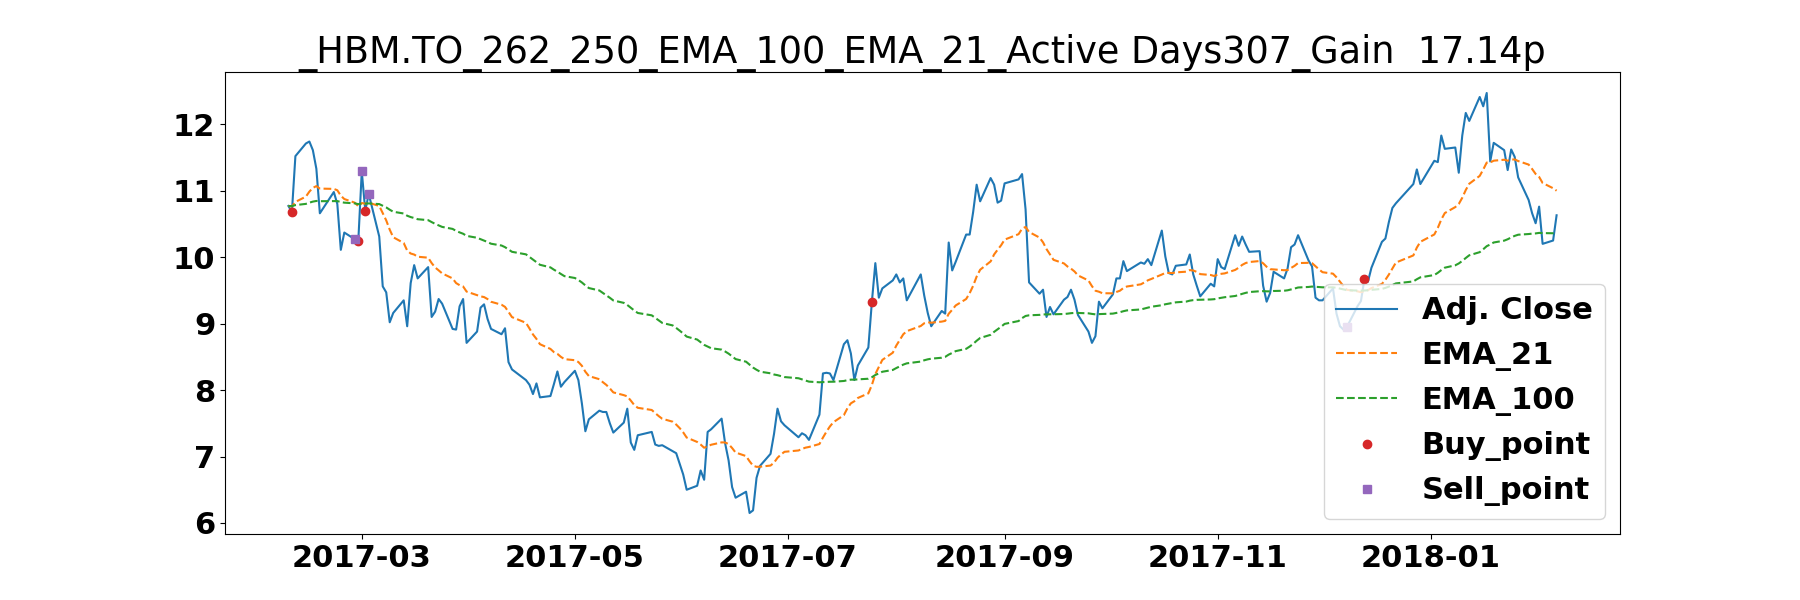 _HBM.TO_262_250_EMA_100_EMA_21_Active Days307_Gain  17.14p
12
11
10
9
8
7
6
Adj. Close
EMA_21
EMA_100
Buy_point
Sell_point
2017-03 2017-05 2017-07 2017-09 2017-11 2018-01